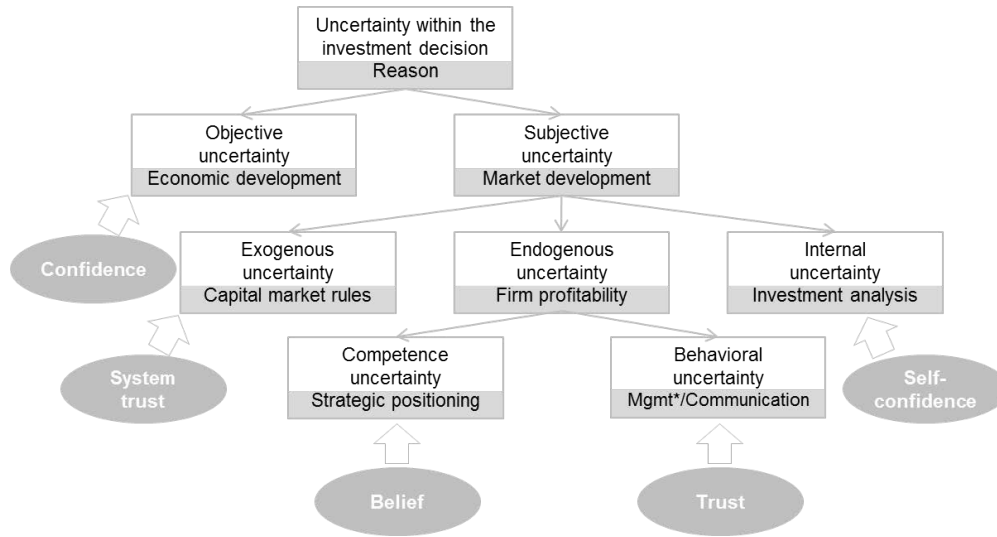 Uncertainty within the
investment decision
Reason
Objective
uncertainty
Economic development
Subjective
uncertainty
Market development
Confidence
Exogenous
uncertainty
Capital market rules
Endogenous
uncertainty
Firm profitability
Internal
uncertainty
Investment analysis
System
trust
Competence
uncertainty
Strategic positioning
Behavioral
uncertainty
Mgmt*/Communication
Self-
confidence
Belief
Trust